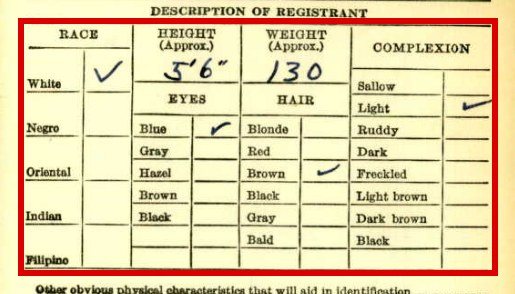 DESCRIPTION OF REGISTRANT
RACE
HEIGHT
(Approx.)
WEIGHT
(Approx.)
COMPLEXION
5'6"
130
White ✓
Sallow
EYES
HAIR
Light ✓
Negro
Blue ✓
Blonde
Ruddy
Gray
Red
Dark
Oriental
Hazel
Brown ✓
Freckled
Brown
Black
Light brown
Indian
Black
Gray
Dark brown
Bald
Black
Filipino
Other obvious physical characteristics that will aid in identification